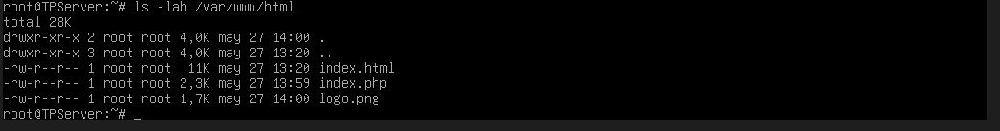 root@TPServer:~# ls -lah /var/www/html
total 28K
drwxr-xr-x 2 root root 4,0K may 27 14:00 .
drwxr-xr-x 3 root root 4,0K may 27 13:20 ..
-rw-r--r-- 1 root root  11K may 27 13:20 index.html
-rw-r--r-- 1 root root 2,3K may 27 13:59 index.php
-rw-r--r-- 1 root root 1,7K may 27 14:00 logo.png
root@TPServer:~# _